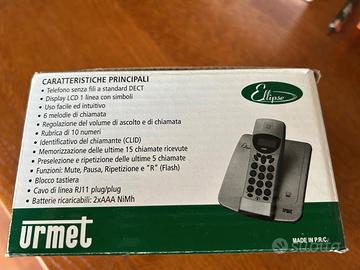 CARATTERISTICHE PRINCIPALI
• Telefono senza fili a standard DECT
• Display LCD 1 linea con simboli
• Uso facile ed intuitivo
• 6 melodie di chiamata
• Regolazione del volume di ascolto e di chiamata
• Rubrica di 10 numeri
• Identificativo del chiamante (CLID)
• Memorizzazione delle ultime 15 chiamate ricevute
• Preselezione e ripetizione delle ultime 5 chiamate
• Funzioni: Mute, Pausa, Ripetizione e "R" (Flash)
• Blocco tastiera
• Cavo di linea RJ11 plug/plug
• Batterie ricaricabili: 2xAAA NiMh
Ellipse
urmet
urmet
MADE IN P.R.C.
subito